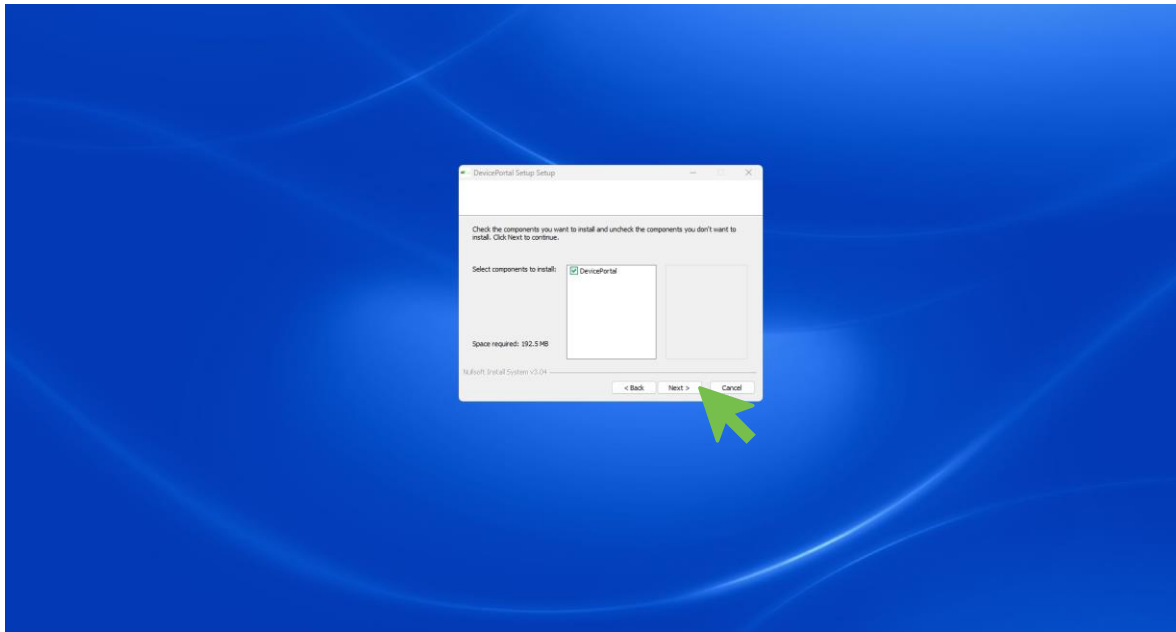 DevicePortal Setup Setup
Check the components you want to install and uncheck the components you don't want to
install. Click Next to continue.
Select components to install:
DevicePortal
Space required: 192.5 MB
Nullsoft Install System v3.04
< Back
Next >
Cancel